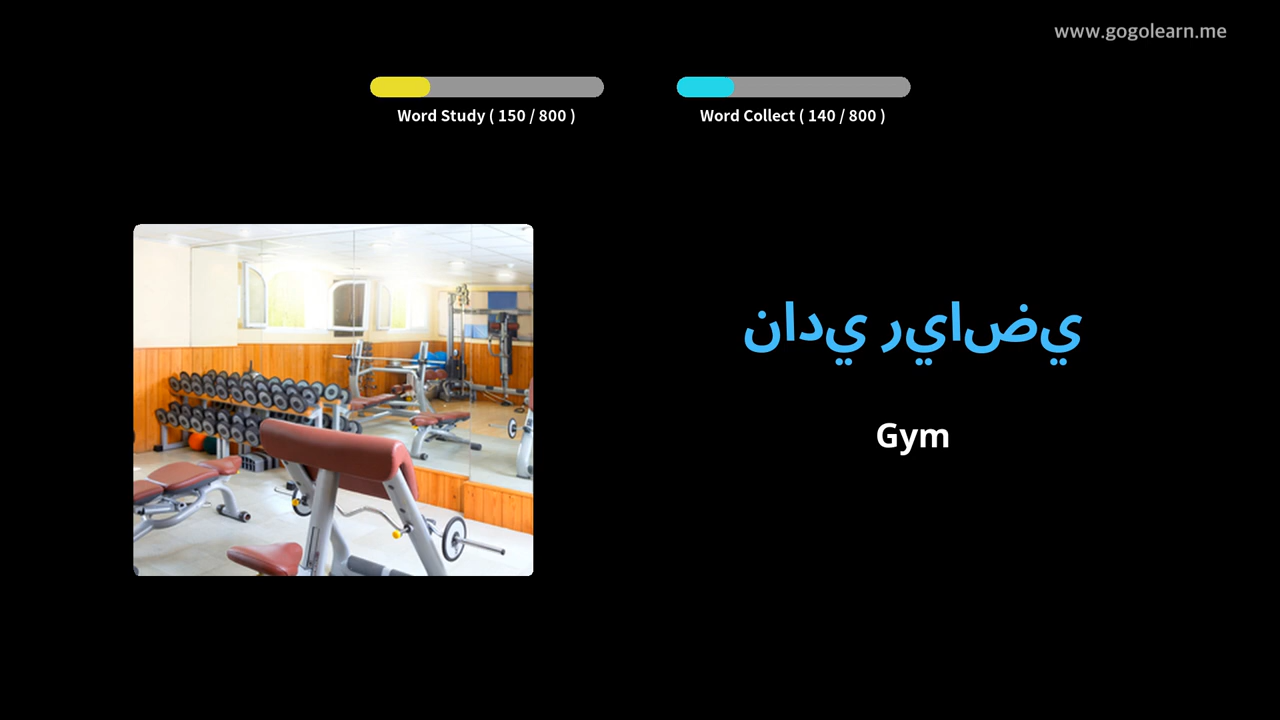 www.gogolearn.me
Word Study ( 150 / 800 )
Word Collect ( 140 / 800 )
نادي رياضي
Gym